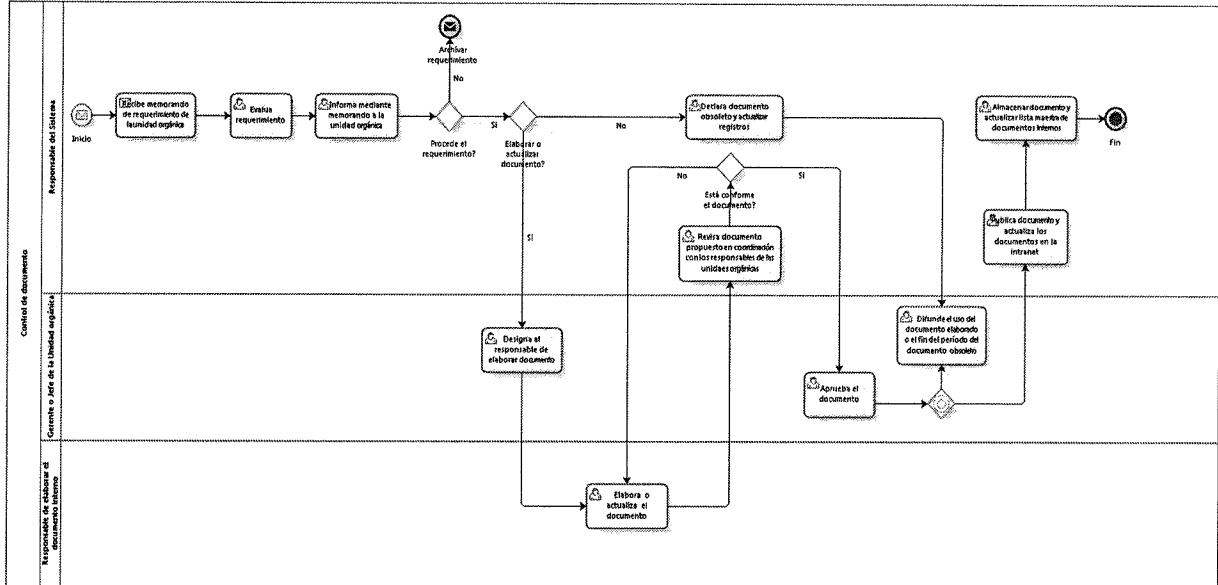 Control de documento
Responsable del Sistema
Gerente o Jefe de la Unidad orgánica
Responsable de elaborar el
documento interno
Inicio
Recibe memorando
de requerimiento de
la unidad orgánica
Evalua
requerimiento
Informa mediante
memorando a la
unidad orgánica
Archivar
requerimiento
No
Procede el
requerimiento?
Si
Elaborar o
actualizar
documento?
No
Si
Declara documento
obsoleto y actualizar
registros
No
Está conforme
el documento?
Si
Revisa documento
propuesto en coordinación
con los responsables de las
unidaes orgánicas
Almacenar documento y
actualizar lista maestra de
documentos internos
Fin
Publica documento y
actualiza los
documentos en la
intranet
Designa al
responsable de
elaborar documento
Difunde el uso del
documento elaborado
o el fin del período del
documento obsoleto
Aprueba el
documento
Elabora o
actualiza el
documento